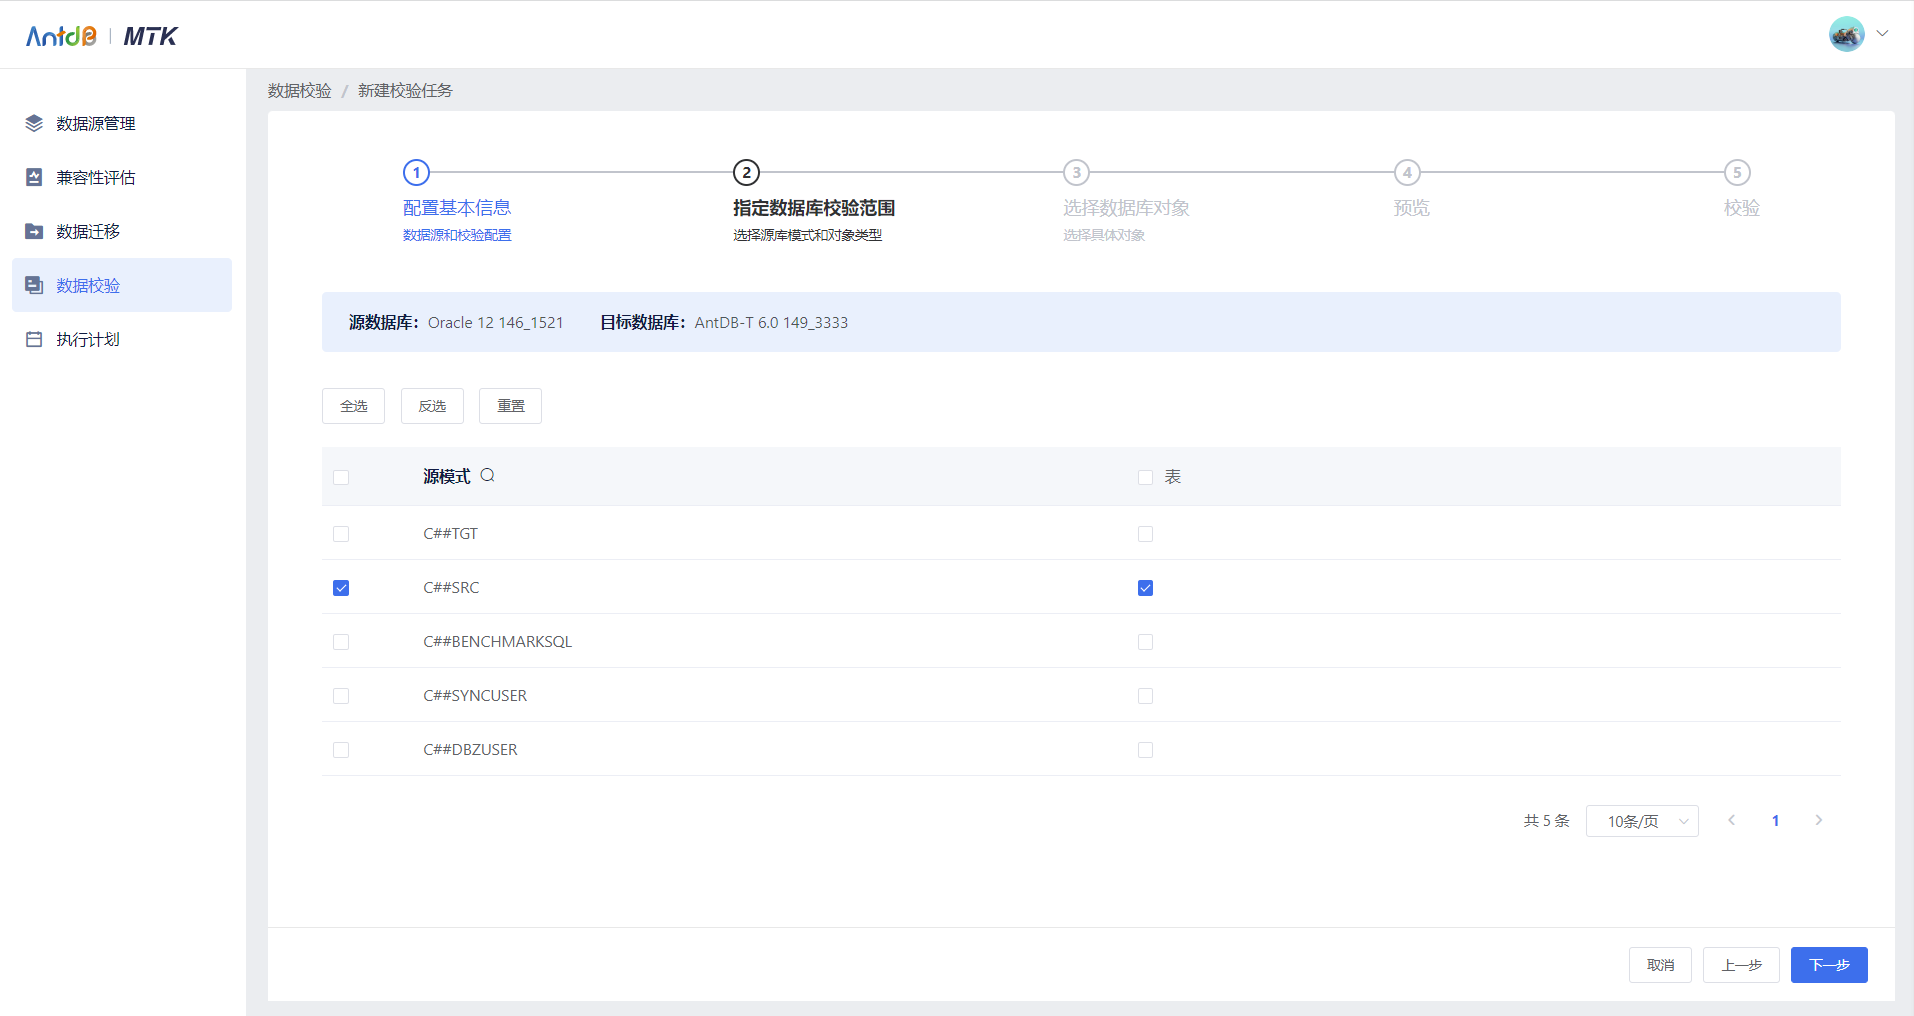 AntdB | MTK
数据源管理
兼容性评估
数据迁移
数据校验
执行计划
数据校验 / 新建校验任务
1 2 3 4 5
配置基本信息 指定数据库校验范围 选择数据库对象 预览 校验
数据源和校验配置 选择源库模式和对象类型 选择具体对象
源数据库: Oracle 12 146_1521 目标数据库: AntDB-T 6.0 149_3333
全选 反选 重置
源模式 表
C##TGT
C##SRC
C##BENCHMARKSQL
C##SYNCUSER
C##DBZUSER
共 5 条 10条/页 < 1 >
取消 上一步 下一步